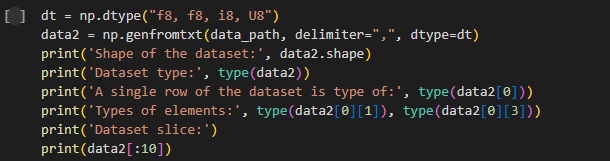 [ ] dt = np.dtype("f8, f8, i8, U8")
data2 = np.genfromtxt(data_path, delimiter=",", dtype=dt)
print('Shape of the dataset:', data2.shape)
print('Dataset type:', type(data2))
print('A single row of the dataset is type of:', type(data2[0]))
print('Types of elements:', type(data2[0][1]), type(data2[0][3]))
print('Dataset slice:')
print(data2[:10])